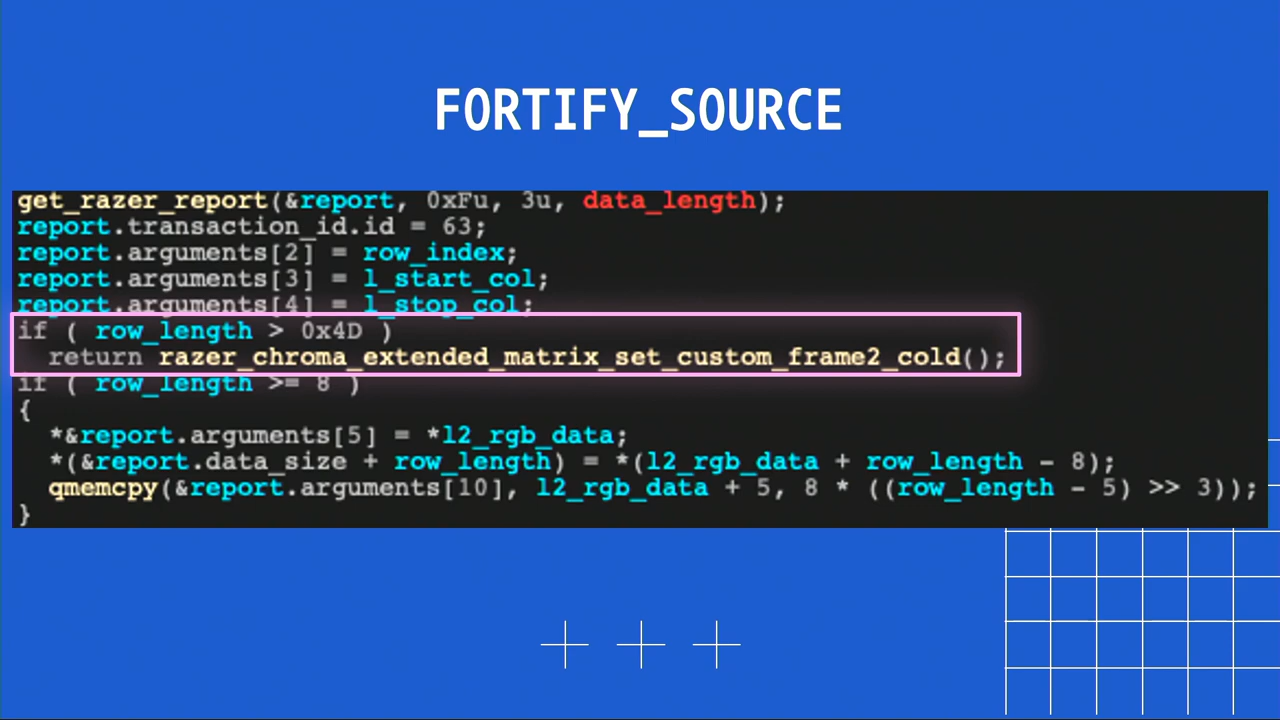 FORTIFY_SOURCE
get_razer_report(&report, 0xFu, 3u, data_length);
report.transaction_id.id = 63;
report.arguments[2] = row_index;
report.arguments[3] = l_start_col;
report.arguments[4] = l_stop_col;
if ( row_length > 0x4D )
  return razer_chroma_extended_matrix_set_custom_frame2_cold();
if ( row_length >= 8 )
{
  *&report.arguments[5] = *l2_rgb_data;
  *(&report.data_size + row_length) = *(l2_rgb_data + row_length - 8);
  qmemcpy(&report.arguments[10], l2_rgb_data + 5, 8 * ((row_length - 5) >> 3));
}